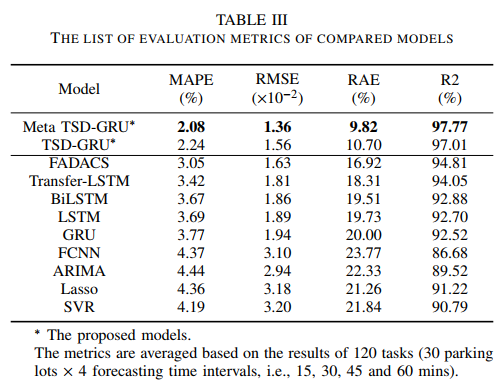 TABLE III
THE LIST OF EVALUATION METRICS OF COMPARED MODELS
Model MAPE (%) RMSE (×10⁻²) RAE (%) R2 (%)
Meta TSD-GRU* 2.08 1.36 9.82 97.77
TSD-GRU* 2.24 1.56 10.70 97.01
FADACS 3.05 1.63 16.92 94.81
Transfer-LSTM 3.42 1.81 18.31 94.05
BiLSTM 3.67 1.86 19.51 92.88
LSTM 3.69 1.89 19.73 92.70
GRU 3.77 1.94 20.00 92.52
FCNN 4.37 3.10 23.77 86.68
ARIMA 4.44 2.94 22.33 89.52
Lasso 4.36 3.18 21.26 91.22
SVR 4.19 3.20 21.84 90.79
* The proposed models.
The metrics are averaged based on the results of 120 tasks (30 parking
lots × 4 forecasting time intervals, i.e., 15, 30, 45 and 60 mins).